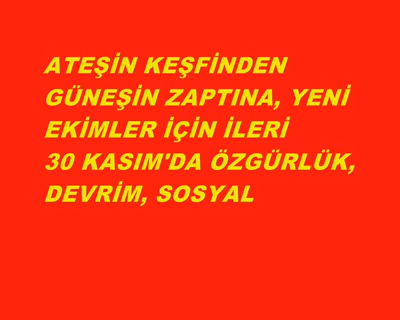 ATEŞİN KEŞFİNDEN
GÜNEŞİN ZAPTINA, YENİ
EKİMLER İÇİN İLERİ
30 KASIM'DA ÖZGÜRLÜK,
DEVRİM, SOSYAL